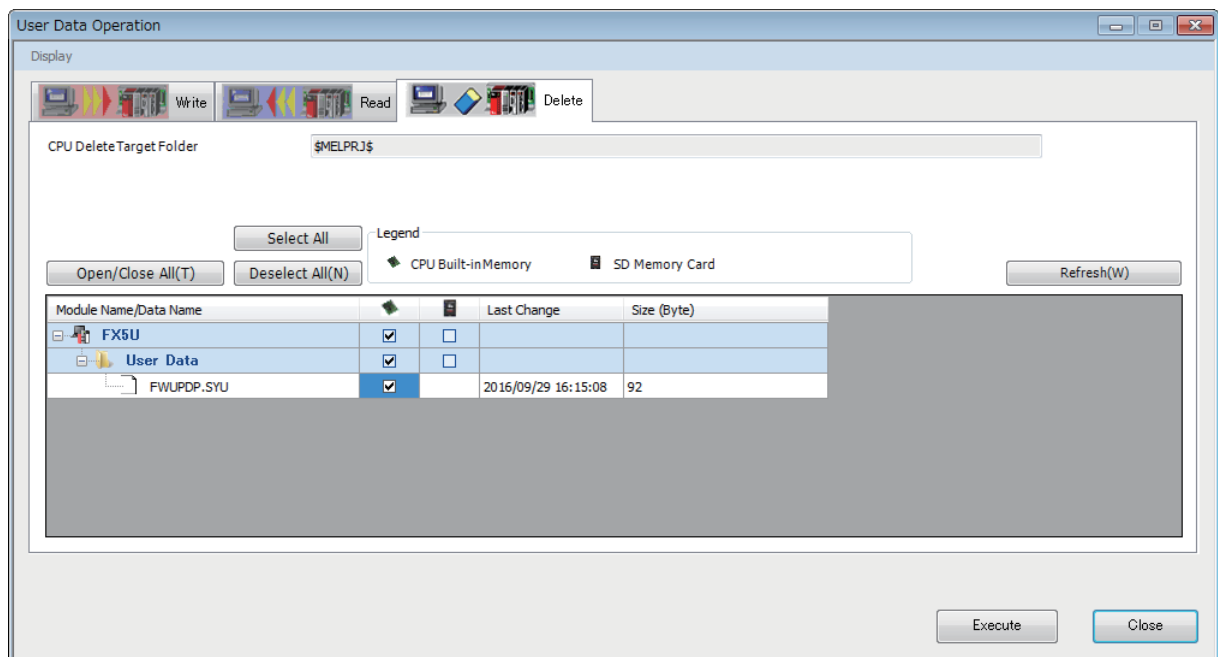 User Data Operation
Display
Write
Read
Delete
CPU Delete Target Folder
$MELPRJ$
Select All
Legend
Open/Close All(T)
Deselect All(N)
CPU Built-in Memory
SD Memory Card
Refresh(W)
Module Name/Data Name
Last Change
Size (Byte)
FX5U
User Data
FWUPDP.SYU
2016/09/29 16:15:08
92
Execute
Close